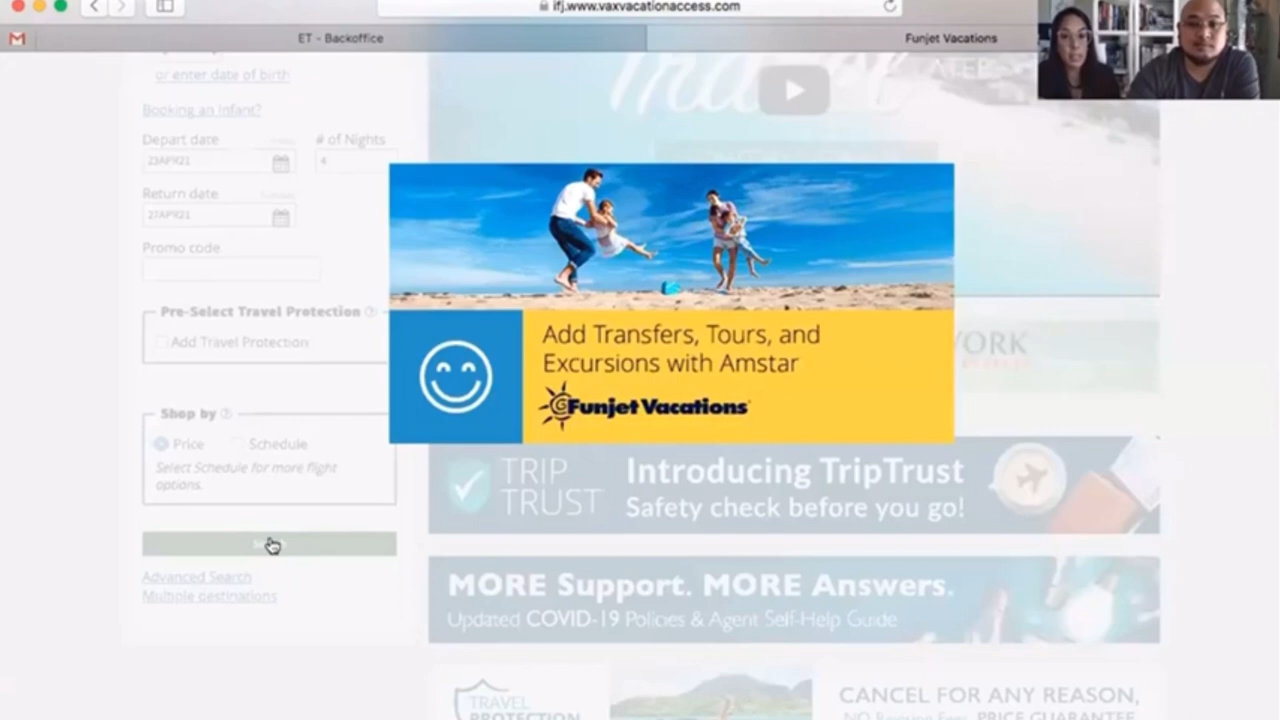 ifj.www.vaxvacationaccess.com
ET - Backoffice
Funjet Vacations
or enter date of birth
Booking an Infant?
Depart date
# of Nights
23APR21
4
Return date
27APR21
Promo code
Pre-Select Travel Protection
Add Travel Protection
Shop by
Price
Schedule
Select Schedule for more flight
options.
Advanced Search
Multiple destinations
Travel
Add Transfers, Tours, and
Excursions with Amstar
Funjet Vacations
YORK
TRIP
TRUST
Introducing TripTrust
Safety check before you go!
MORE Support. MORE Answers.
Updated COVID-19 Policies & Agent Self-Help Guide
TRAVEL
PROTECTION
CANCEL FOR ANY REASON,
PRICE GUARANTEE